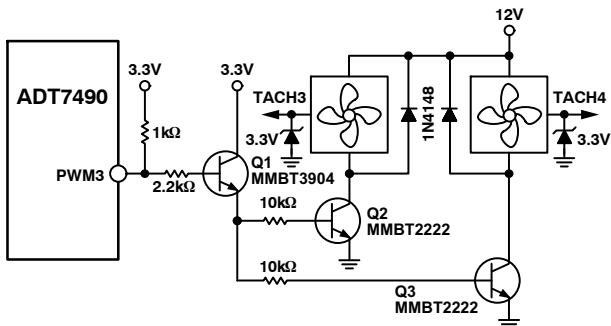 12V
ADT7490
3.3V
3.3V
TACH3
TACH4
1N4148
1kΩ
3.3V
3.3V
PWM3
2.2kΩ
Q1
MMBT3904
10kΩ
Q2
MMBT2222
10kΩ
Q3
MMBT2222